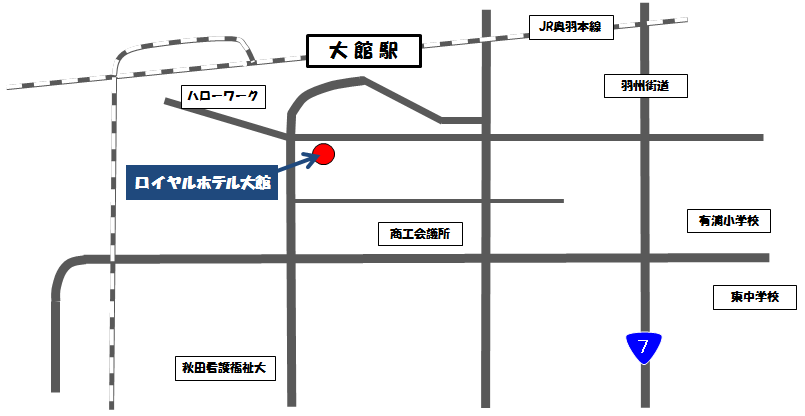 JR奥羽本線
大館駅
羽州街道
ハローワーク
ロイヤルホテル大館
有浦小学校
商工会議所
東中学校
7
秋田看護福祉大